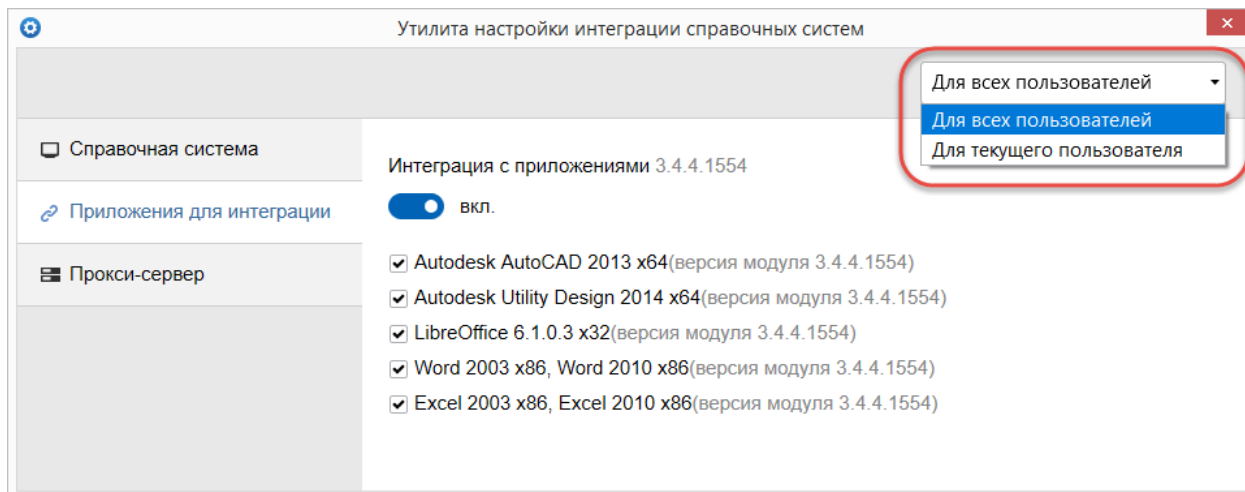 Утилита настройки интеграции справочных систем
Для всех пользователей
Для всех пользователей
Для текущего пользователя
Справочная система
Приложения для интеграции
Прокси-сервер
Интеграция с приложениями 3.4.4.1554
вкл.
Autodesk AutoCAD 2013 x64(версия модуля 3.4.4.1554)
Autodesk Utility Design 2014 x64(версия модуля 3.4.4.1554)
LibreOffice 6.1.0.3 x32(версия модуля 3.4.4.1554)
Word 2003 x86, Word 2010 x86(версия модуля 3.4.4.1554)
Excel 2003 x86, Excel 2010 x86(версия модуля 3.4.4.1554)